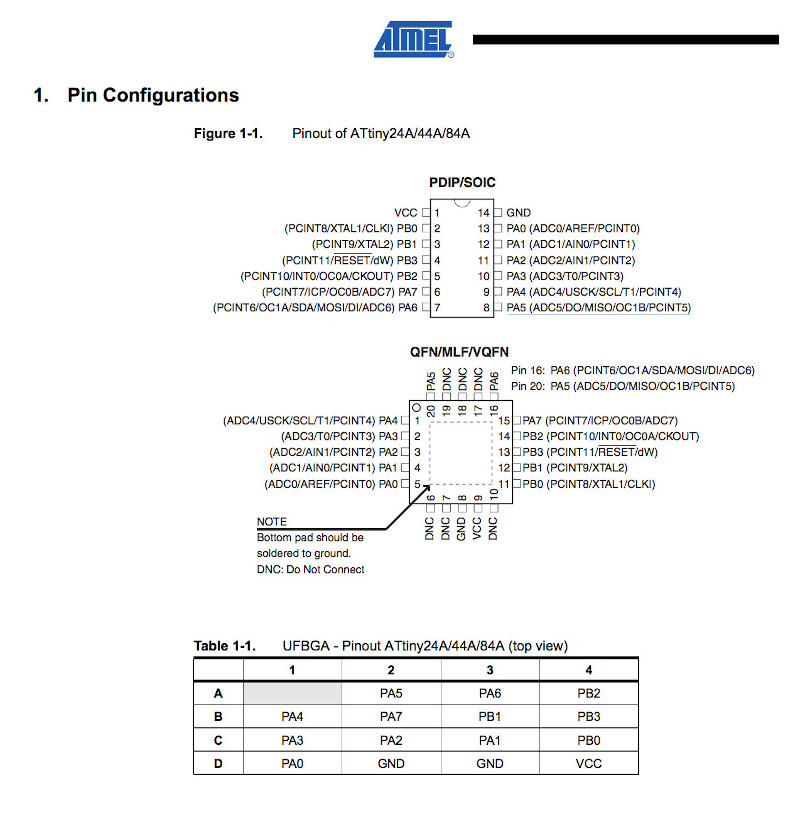 ATMEL
®
1. Pin Configurations
Figure 1-1. Pinout of ATtiny24A/44A/84A
PDIP/SOIC
VCC 1 14 GND
(PCINT8/XTAL1/CLKI) PB0 2 13 PA0 (ADC0/AREF/PCINT0)
(PCINT9/XTAL2) PB1 3 12 PA1 (ADC1/AIN0/PCINT1)
(PCINT11/RESET/dW) PB3 4 11 PA2 (ADC2/AIN1/PCINT2)
(PCINT10/INT0/OC0A/CKOUT) PB2 5 10 PA3 (ADC3/T0/PCINT3)
(PCINT7/ICP/OC0B/ADC7) PA7 6 9 PA4 (ADC4/USCK/SCL/T1/PCINT4)
(PCINT6/OC1A/SDA/MOSI/DI/ADC6) PA6 7 8 PA5 (ADC5/DO/MISO/OC1B/PCINT5)
QFN/MLF/VQFN
Pin 16: PA6 (PCINT6/OC1A/SDA/MOSI/DI/ADC6)
Pin 20: PA5 (ADC5/DO/MISO/OC1B/PCINT5)
PA5 DNC DNC DNC PA6
20 19 18 17 16
(ADC4/USCK/SCL/T1/PCINT4) PA4 1 15 PA7 (PCINT7/ICP/OC0B/ADC7)
(ADC3/T0/PCINT3) PA3 2 14 PB2 (PCINT10/INT0/OC0A/CKOUT)
(ADC2/AIN1/PCINT2) PA2 3 13 PB3 (PCINT11/RESET/dW)
(ADC1/AIN0/PCINT1) PA1 4 12 PB1 (PCINT9/XTAL2)
(ADC0/AREF/PCINT0) PA0 5 11 PB0 (PCINT8/XTAL1/CLKI)
6 7 8 9 10
DNC DNC GND VCC DNC
NOTE
Bottom pad should be
soldered to ground.
DNC: Do Not Connect
Table 1-1. UFBGA - Pinout ATtiny24A/44A/84A (top view)
1 2 3 4
A PA5 PA6 PB2
B PA4 PA7 PB1 PB3
C PA3 PA2 PA1 PB0
D PA0 GND GND VCC